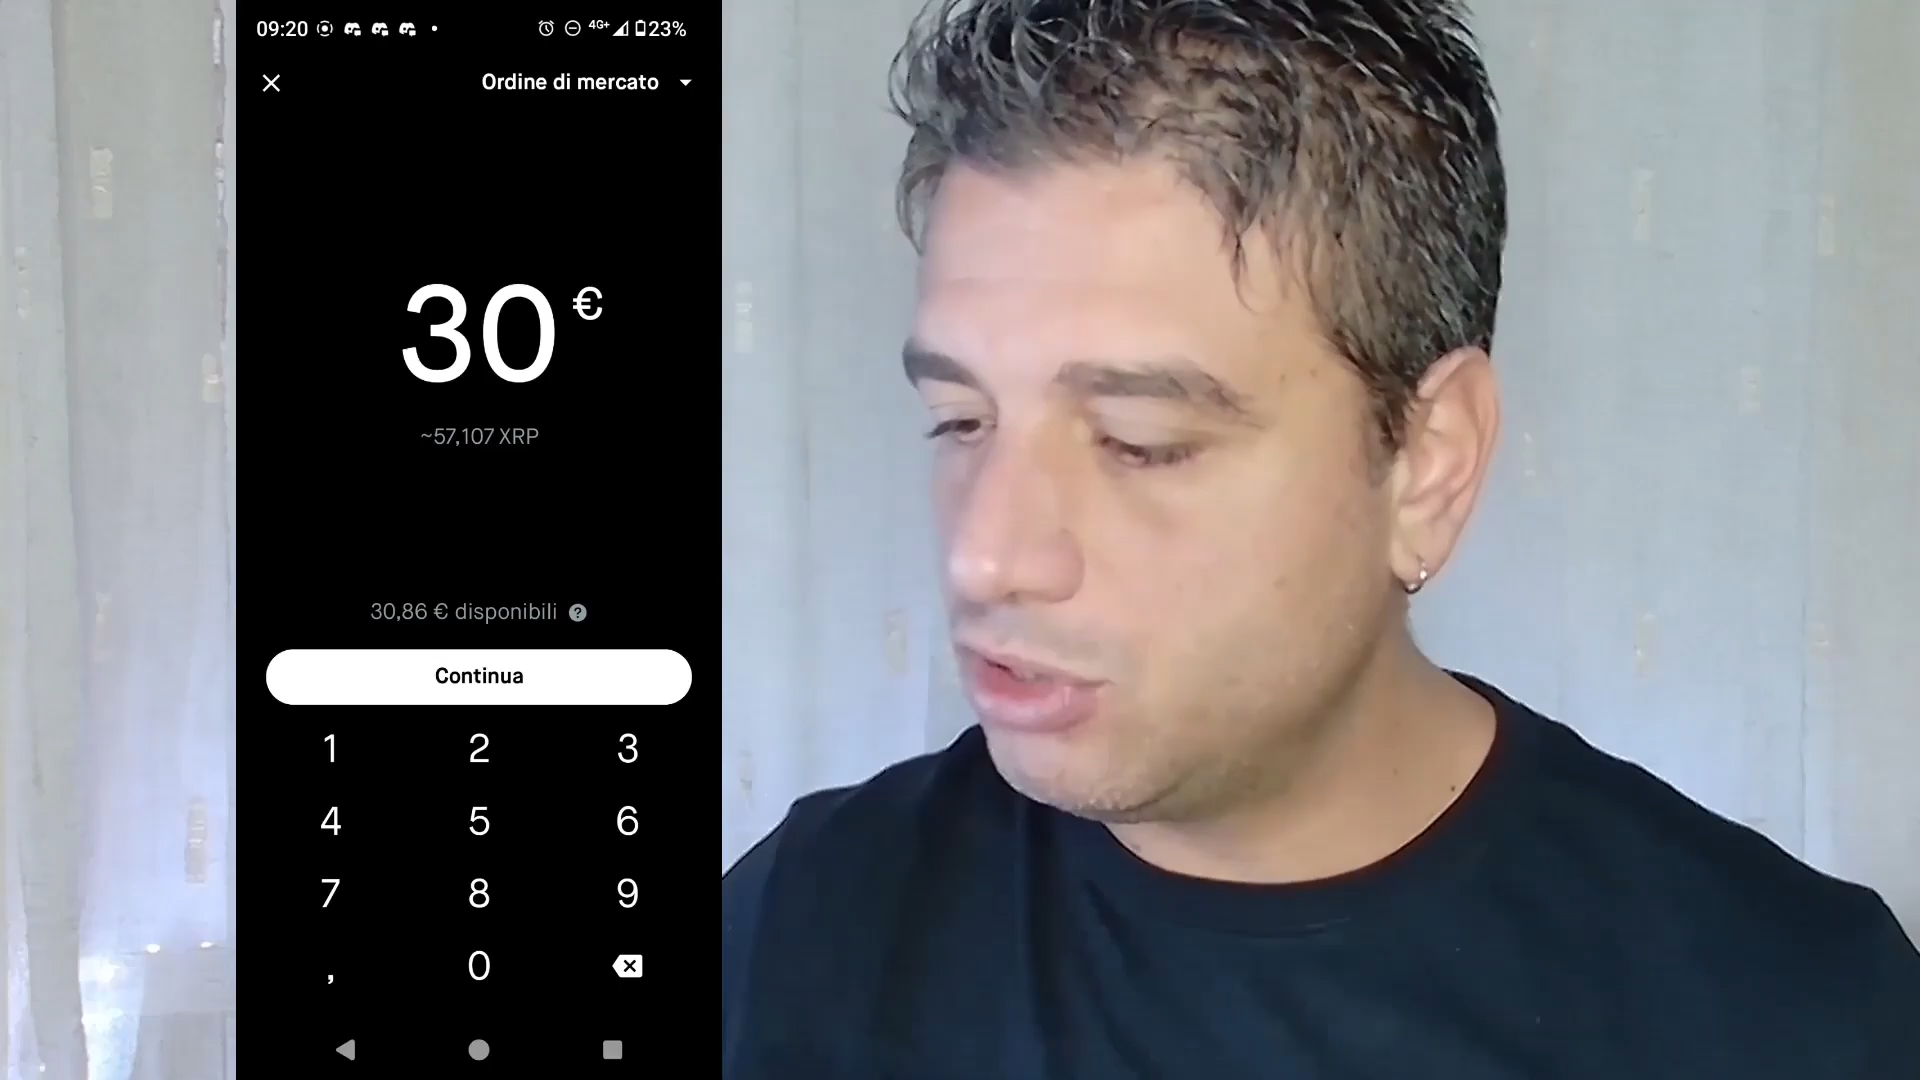 09:20 4G+ 23%
Ordine di mercato
30 €
~57,107 XRP
30,86 € disponibili ?
Continua
1 2 3
4 5 6
7 8 9
, 0